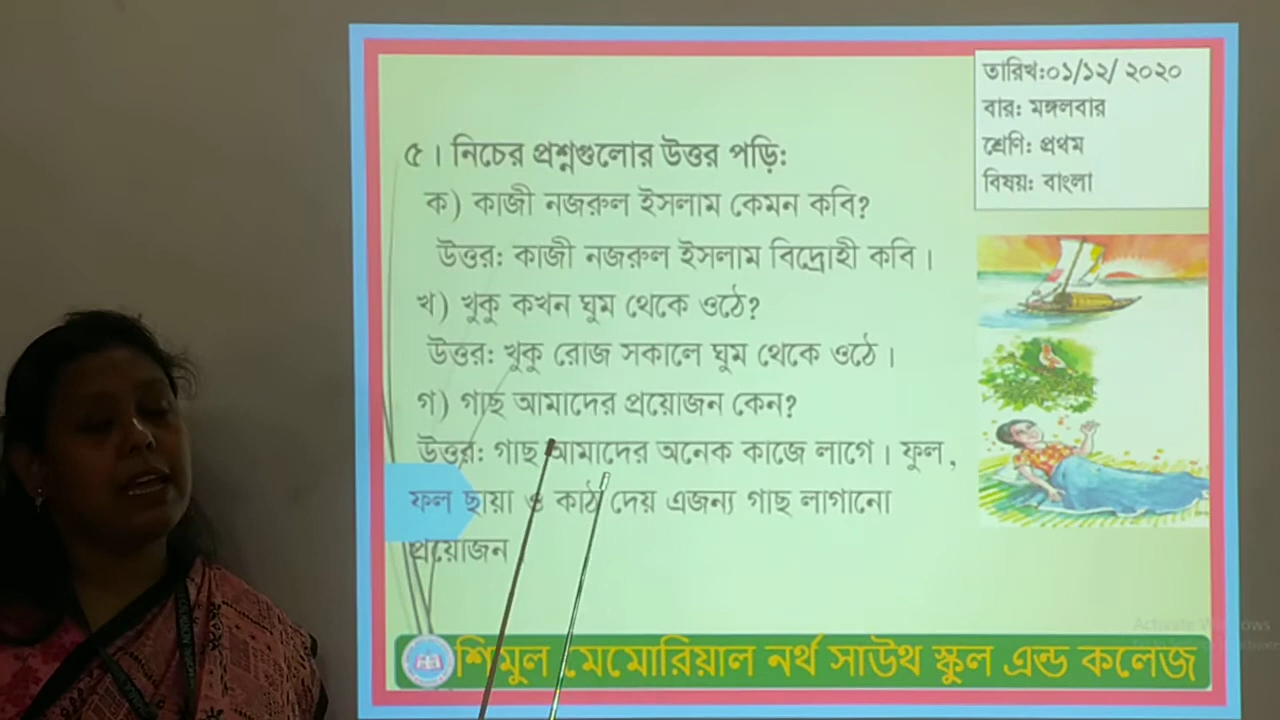 তারিখ:০১/১২/ ২০২০
বার: মঙ্গলবার
শ্রেণি: প্রথম
বিষয়: বাংলা
৫। নিচের প্রশ্নগুলোর উত্তর পড়ি:
ক) কাজী নজরুল ইসলাম কেমন কবি?
উত্তর: কাজী নজরুল ইসলাম বিদ্রোহী কবি।
খ) খুকু কখন ঘুম থেকে ওঠে?
উত্তর: খুকু রোজ সকালে ঘুম থেকে ওঠে।
গ) গাছ আমাদের প্রয়োজন কেন?
উত্তর: গাছ আমাদের অনেক কাজে লাগে। ফুল,
ফল ছায়া ও কাঠ দেয় এজন্য গাছ লাগানো
প্রয়োজন
শিমুল মেমোরিয়াল নর্থ সাউথ স্কুল এন্ড কলেজ
Activate Windows